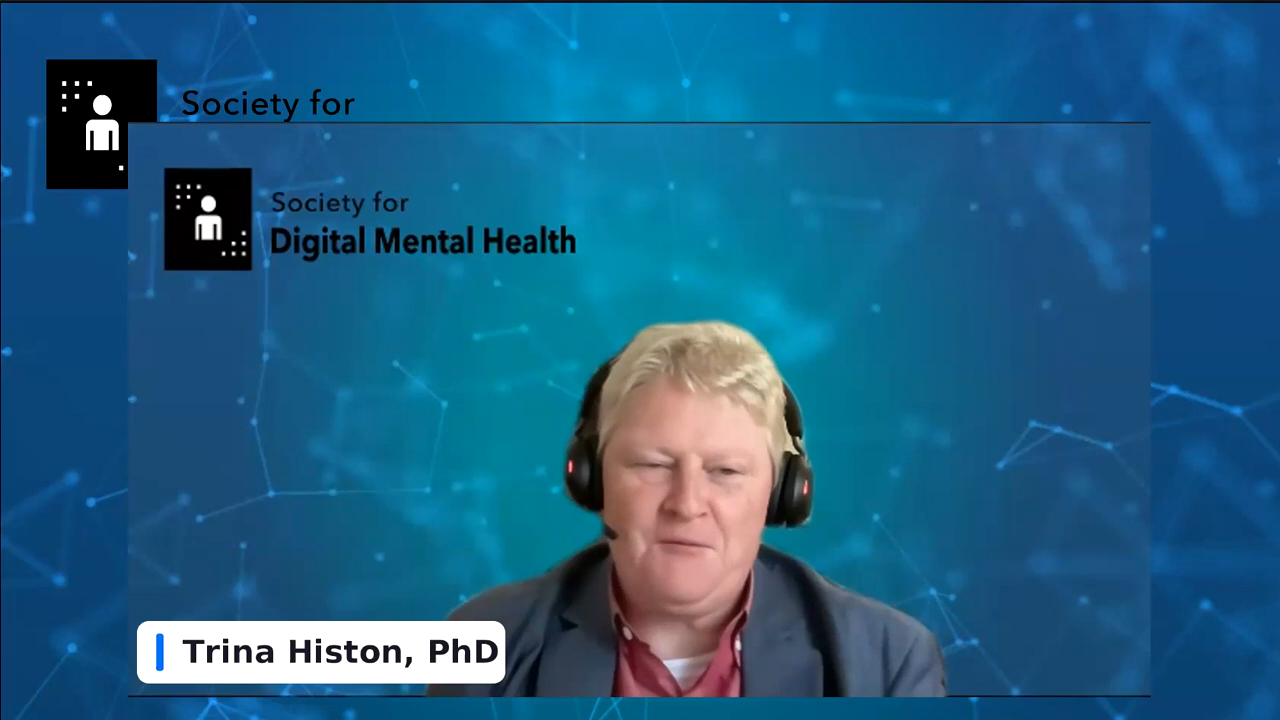 Society for
Society for
Digital Mental Health
Trina Histon, PhD